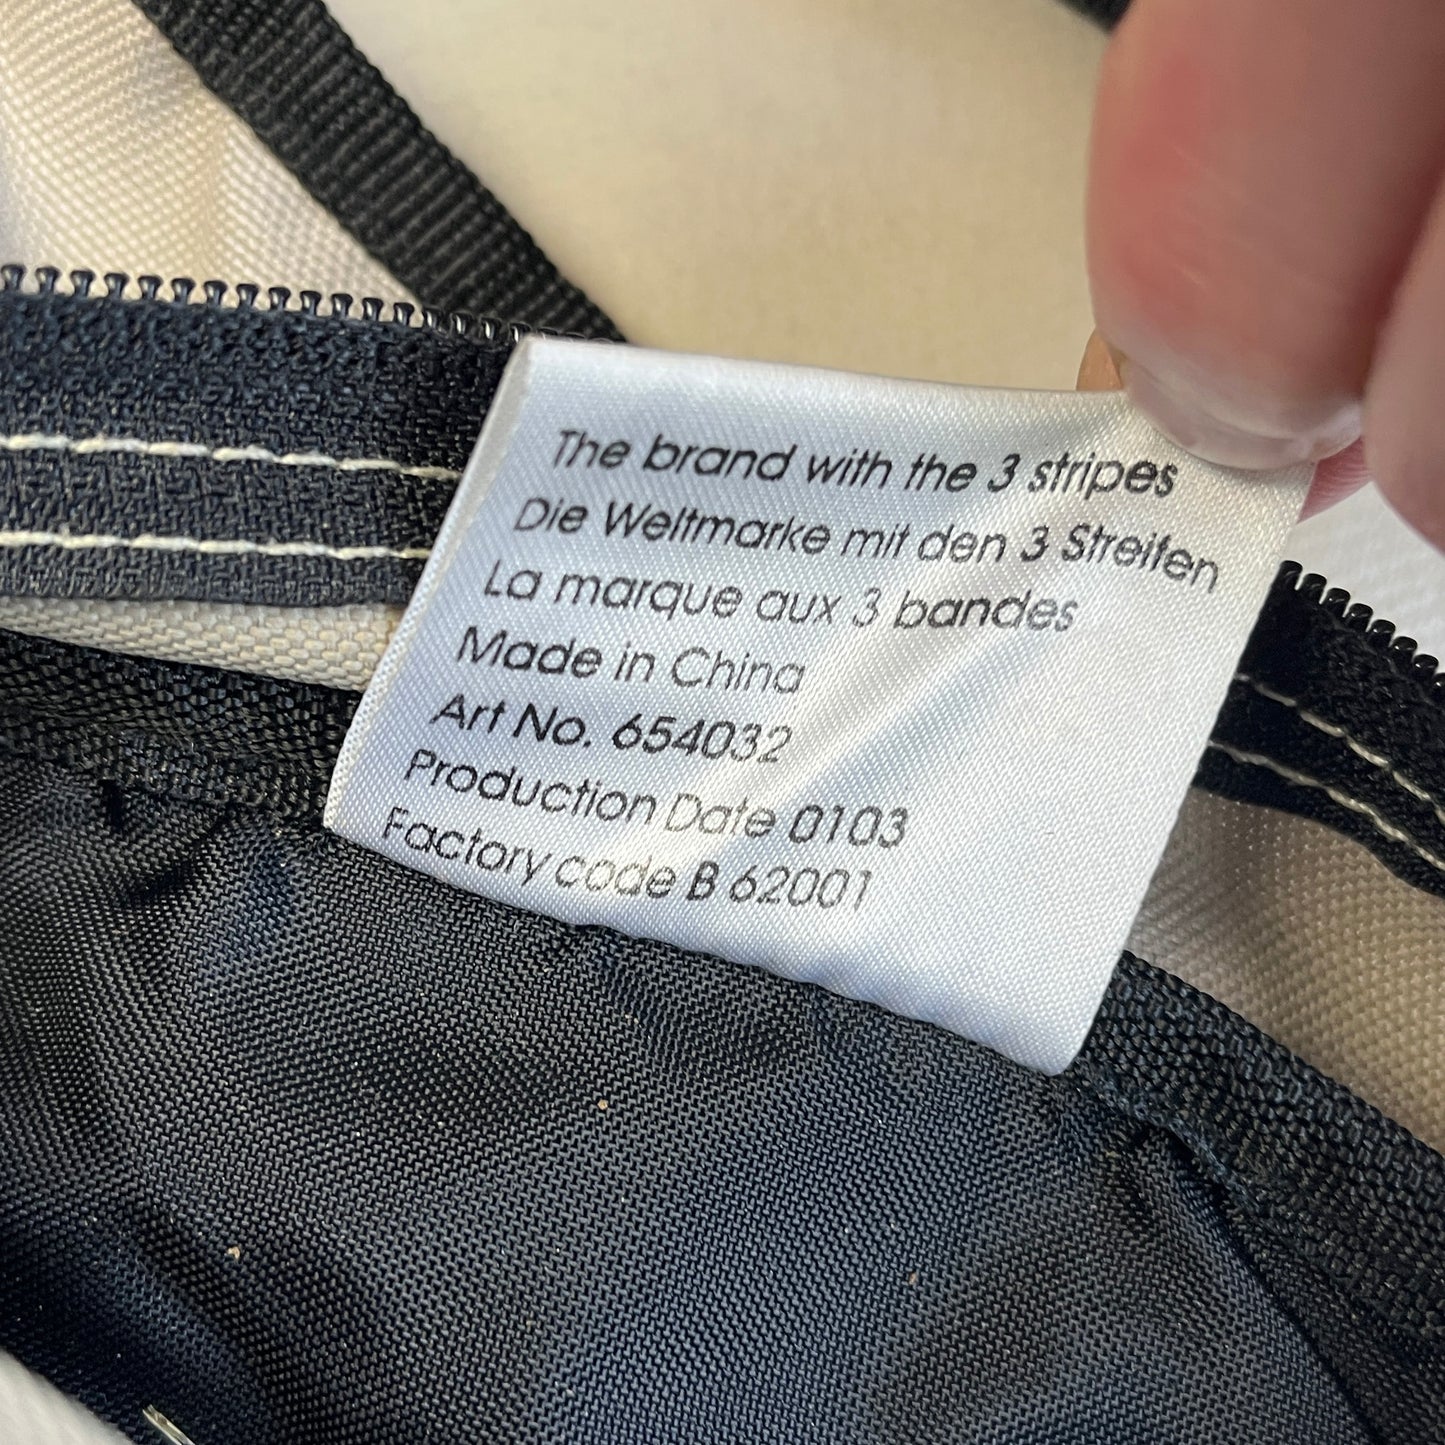 The brand with the 3 stripes
Die Weltmarke mit den 3 Streifen
La marque aux 3 bandes
Made in China
Art No. 654032
Production Date 0103
Factory code B 62001